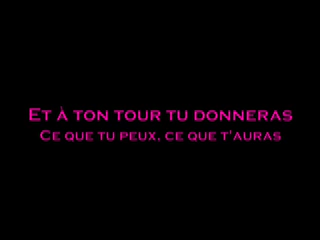 Et à ton tour tu donneras
Ce que tu peux, ce que t'auras